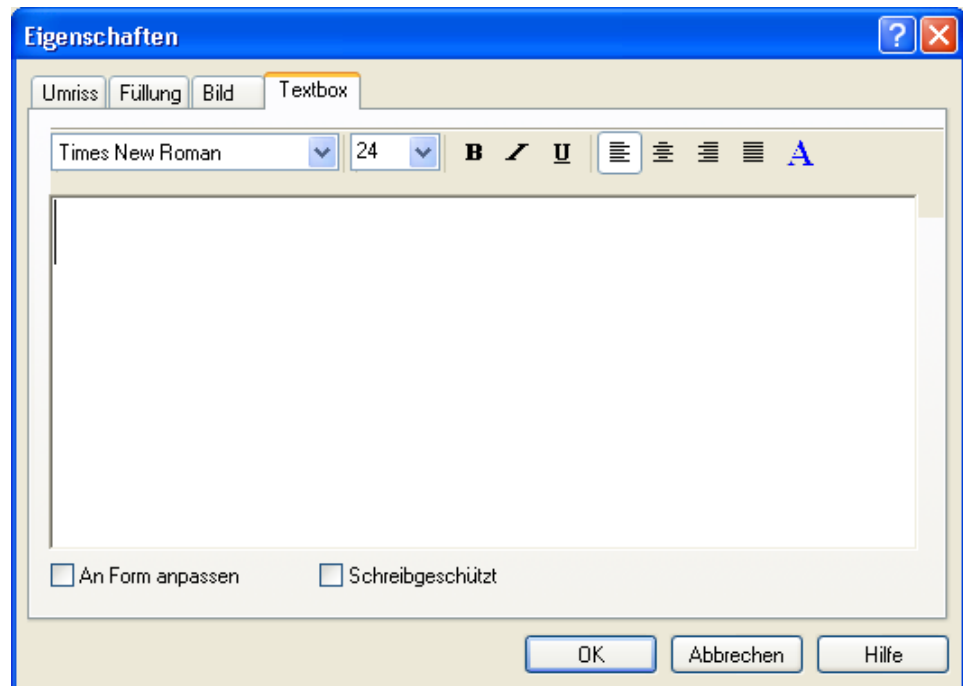 Eigenschaften
Umriss Füllung Bild Textbox
Times New Roman 24 B I U A
An Form anpassen Schreibgeschützt
OK Abbrechen Hilfe